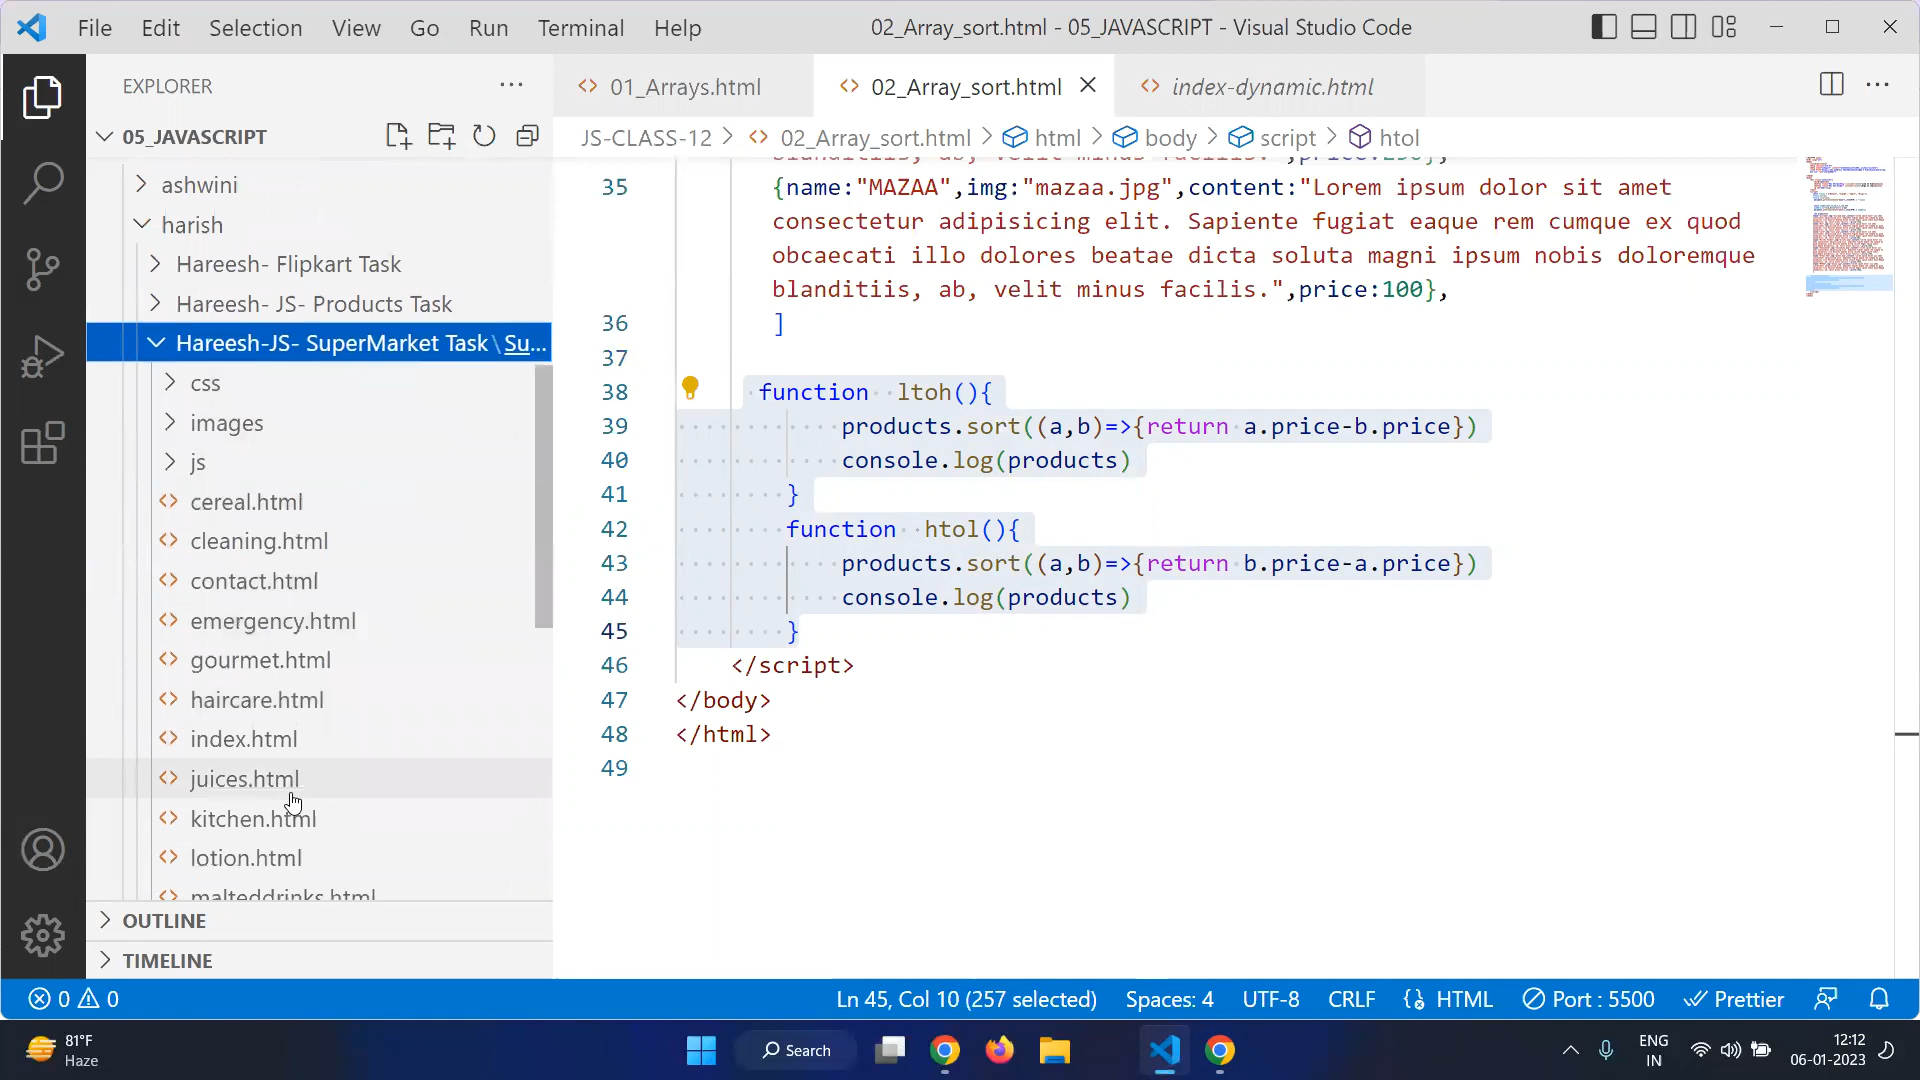 File Edit Selection View Go Run Terminal Help 02_Array_sort.html - 05_JAVASCRIPT - Visual Studio Code
EXPLORER
01_Arrays.html 02_Array_sort.html index-dynamic.html
05_JAVASCRIPT
JS-CLASS-12 > 02_Array_sort.html > html > body > script > htol
ashwini
harish
Hareesh- Flipkart Task
Hareesh- JS- Products Task
Hareesh-JS- SuperMarket Task\Su...
css
images
js
cereal.html
cleaning.html
contact.html
emergency.html
gourmet.html
haircare.html
index.html
juices.html
kitchen.html
lotion.html
malteddrinks.html
OUTLINE
TIMELINE
blanditiis, ab, velit minus facilis.",price:250},
35 {name:"MAZAA",img:"mazaa.jpg",content:"Lorem ipsum dolor sit amet
consectetur adipisicing elit. Sapiente fugiat eaque rem cumque ex quod
obcaecati illo dolores beatae dicta soluta magni ipsum nobis doloremque
blanditiis, ab, velit minus facilis.",price:100},
36 ]
37
38 function ltoh(){
39 products.sort((a,b)=>{return a.price-b.price})
40 console.log(products)
41 }
42 function htol(){
43 products.sort((a,b)=>{return b.price-a.price})
44 console.log(products)
45 }
46 </script>
47 </body>
48 </html>
49
0 0 Ln 45, Col 10 (257 selected) Spaces: 4 UTF-8 CRLF HTML Port : 5500 Prettier
81°F
Haze
Search
ENG
IN
12:12
06-01-2023